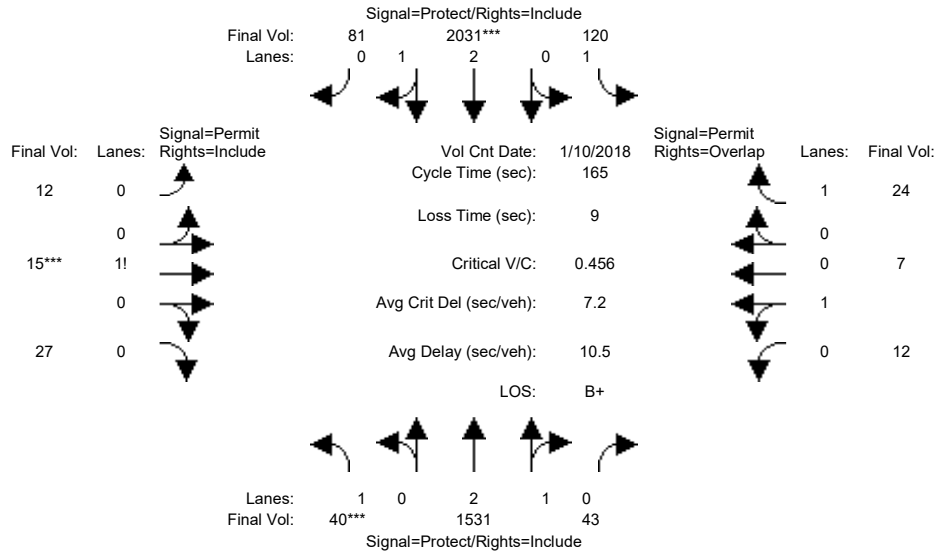 Signal=Protect/Rights=Include
Final Vol: 81 2031*** 120
Lanes: 0 1 2 0 1
Signal=Permit Signal=Permit
Final Vol: Lanes: Rights=Include Vol Cnt Date: 1/10/2018 Rights=Overlap Lanes: Final Vol:
Cycle Time (sec): 165
12 0 1 24
Loss Time (sec): 9
0 0
15*** 1! Critical V/C: 0.456 0 7
0 Avg Crit Del (sec/veh): 7.2 1
27 0 Avg Delay (sec/veh): 10.5 0 12
LOS: B+
Lanes: 1 0 2 1 0
Final Vol: 40*** 1531 43
Signal=Protect/Rights=Include